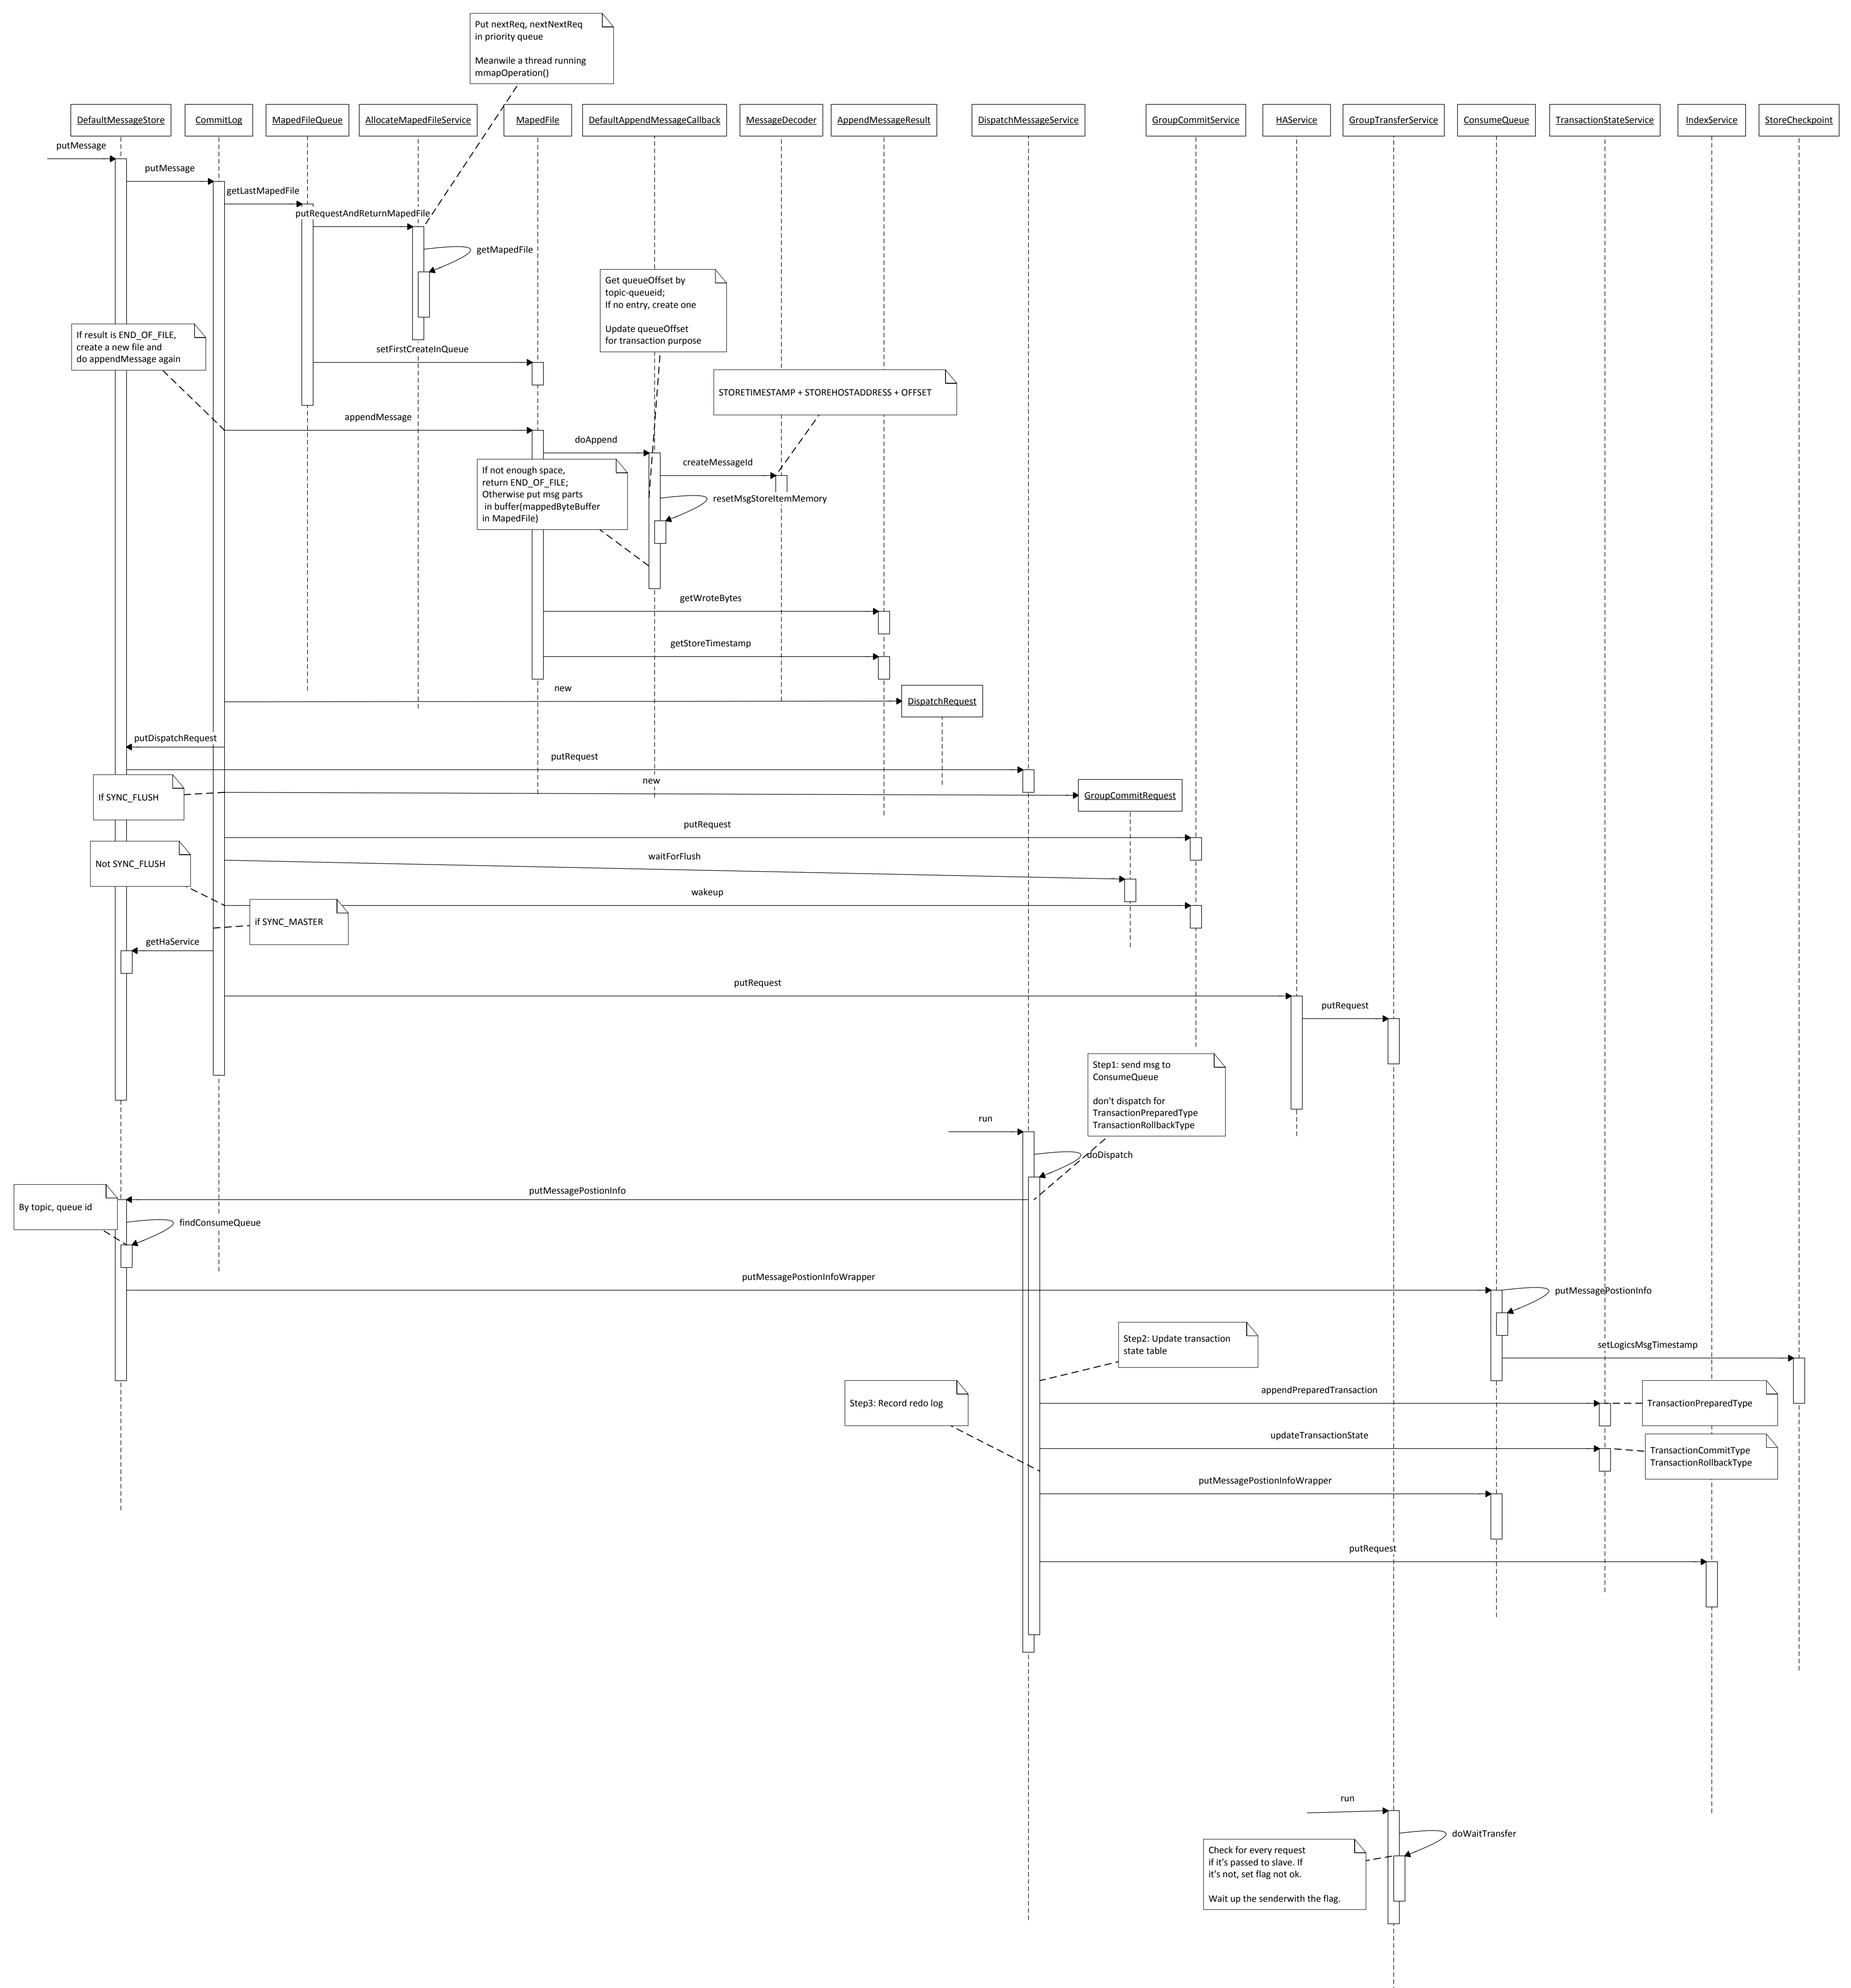 Put nextReq, nextNextReq
in priority queue
Meanwile a thread running
mmapOperation()
DefaultMessageStore
CommitLog
MapedFileQueue
AllocateMapedFileService
MapedFile
DefaultAppendMessageCallback
MessageDecoder
AppendMessageResult
DispatchMessageService
GroupCommitService
HAService
GroupTransferService
ConsumeQueue
TransactionStateService
IndexService
StoreCheckpoint
putMessage
putMessage
getLastMapedFile
putRequestAndReturnMapedFile
getMapedFile
Get queueOffset by
topic-queueid;
If no entry, create one
Update queueOffset
for transaction purpose
If result is END_OF_FILE,
create a new file and
do appendMessage again
setFirstCreateInQueue
STORETIMESTAMP + STOREHOSTADDRESS + OFFSET
appendMessage
doAppend
createMessageId
If not enough space,
return END_OF_FILE;
Otherwise put msg parts
in buffer(mappedByteBuffer
in MapedFile)
resetMsgStoreItemMemory
getWroteBytes
getStoreTimestamp
new
DispatchRequest
putDispatchRequest
putRequest
new
If SYNC_FLUSH
GroupCommitRequest
putRequest
Not SYNC_FLUSH
waitForFlush
wakeup
if SYNC_MASTER
getHaService
putRequest
putRequest
Step1: send msg to
ConsumeQueue
don't dispatch for
TransactionPreparedType
TransactionRollbackType
run
doDispatch
putMessagePostionInfo
By topic, queue id
findConsumeQueue
putMessagePostionInfoWrapper
putMessagePostionInfo
Step2: Update transaction
state table
setLogicsMsgTimestamp
appendPreparedTransaction
Step3: Record redo log
TransactionPreparedType
updateTransactionState
TransactionCommitType
TransactionRollbackType
putMessagePostionInfoWrapper
putRequest
run
doWaitTransfer
Check for every request
if it's passed to slave. If
it's not, set flag not ok.
Wait up the senderwith the flag.